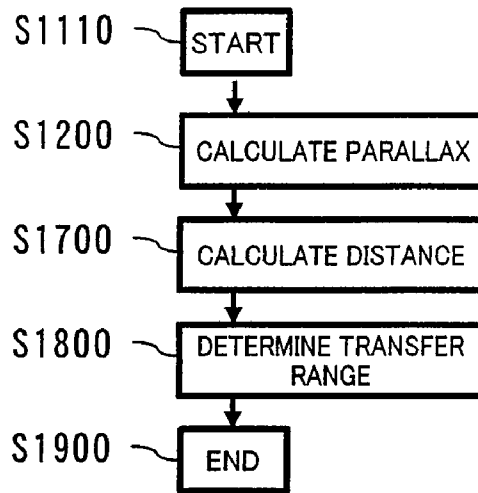 S1110
START
S1200
CALCULATE PARALLAX
S1700
CALCULATE DISTANCE
S1800
DETERMINE TRANSFER
RANGE
S1900
END